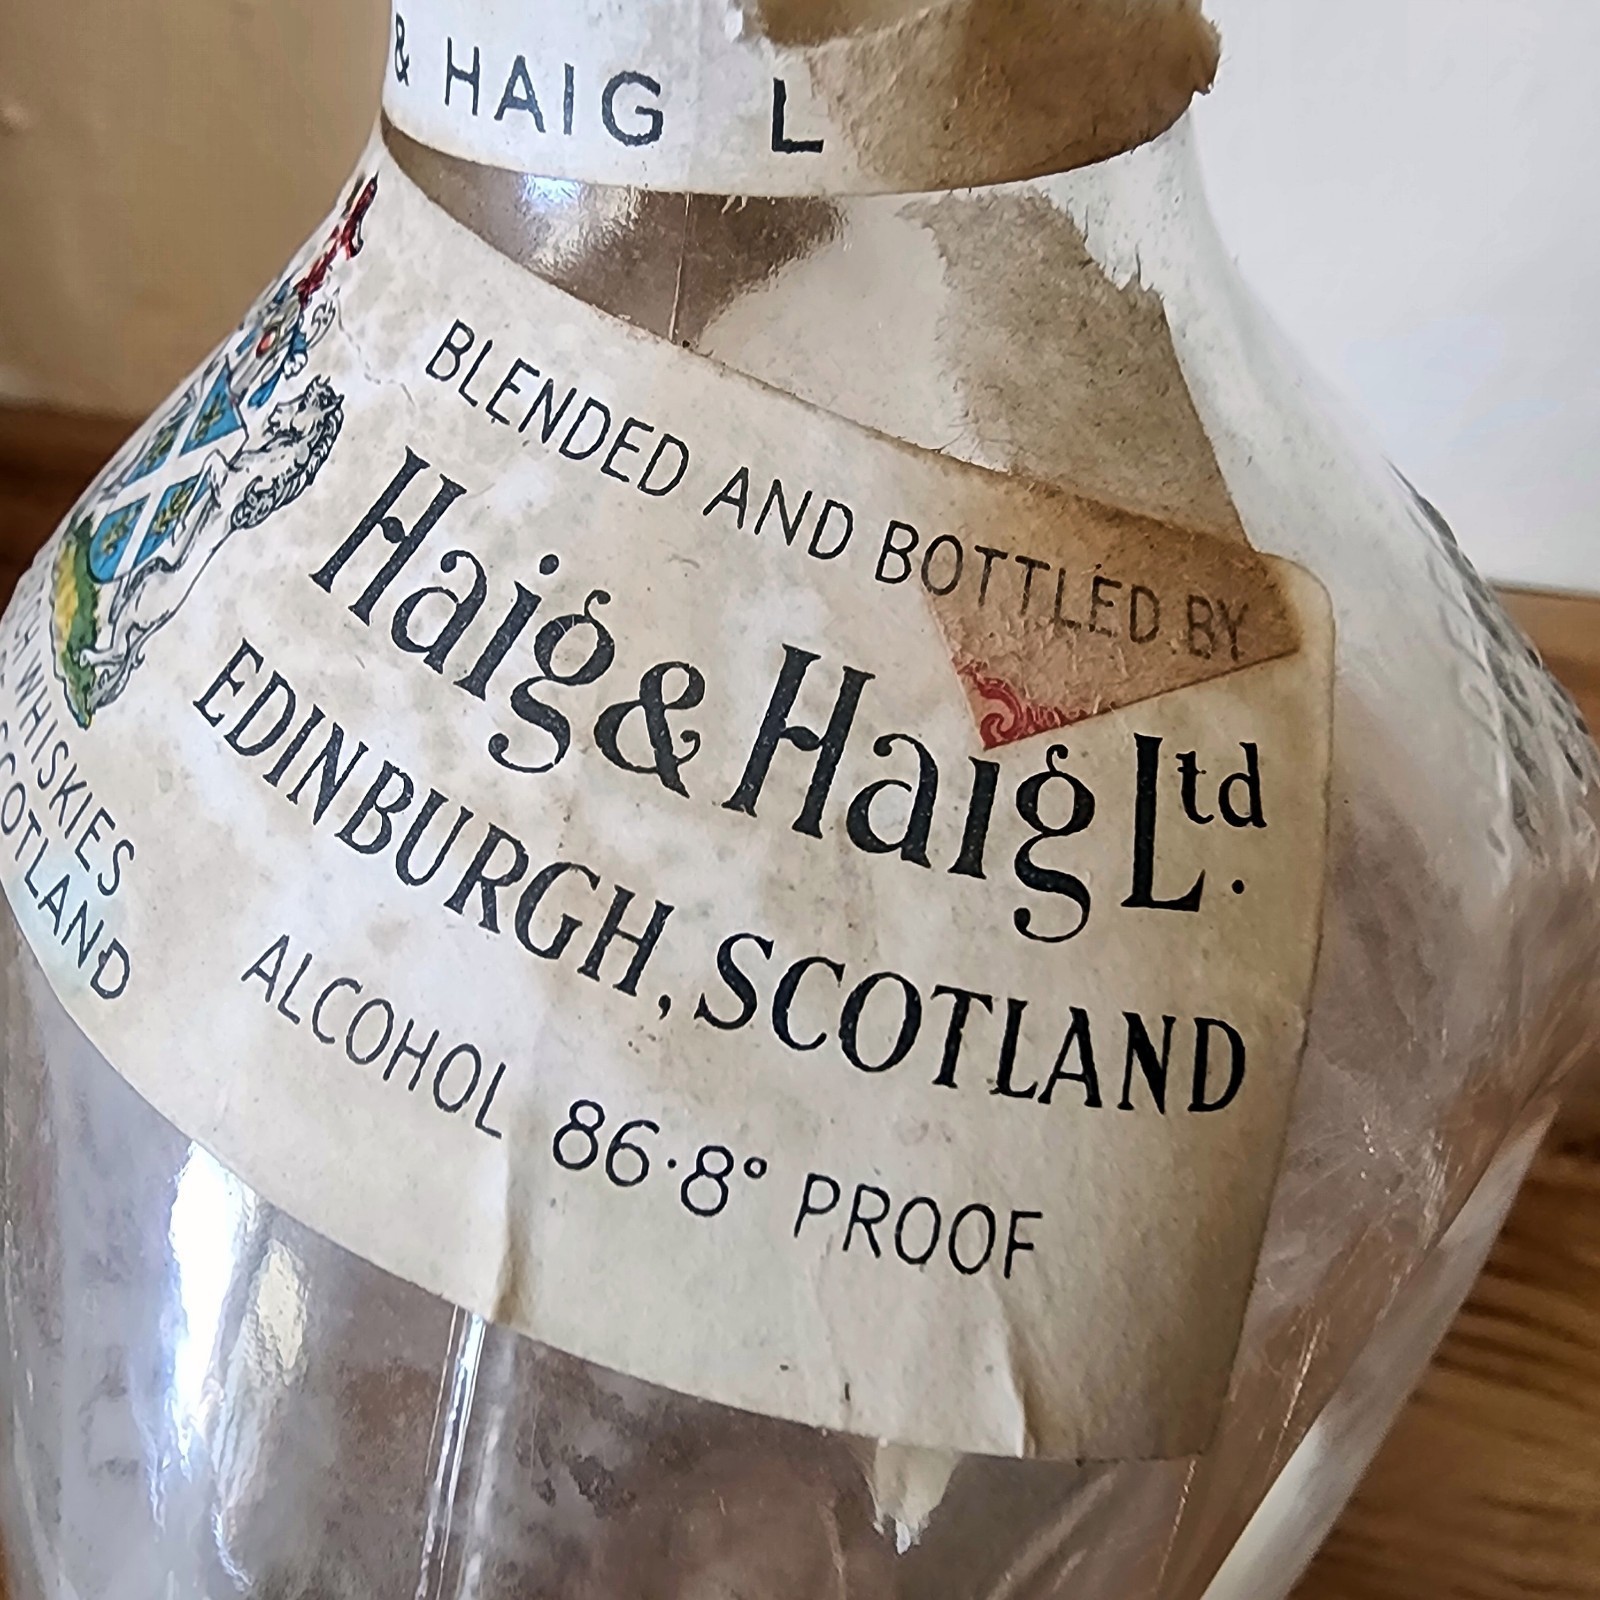 & HAIG L
BLENDED AND BOTTLED BY
Haig & Haig Ltd.
EDINBURGH, SCOTLAND
ALCOHOL 86·8° PROOF
WHISKIES
SCOTLAND